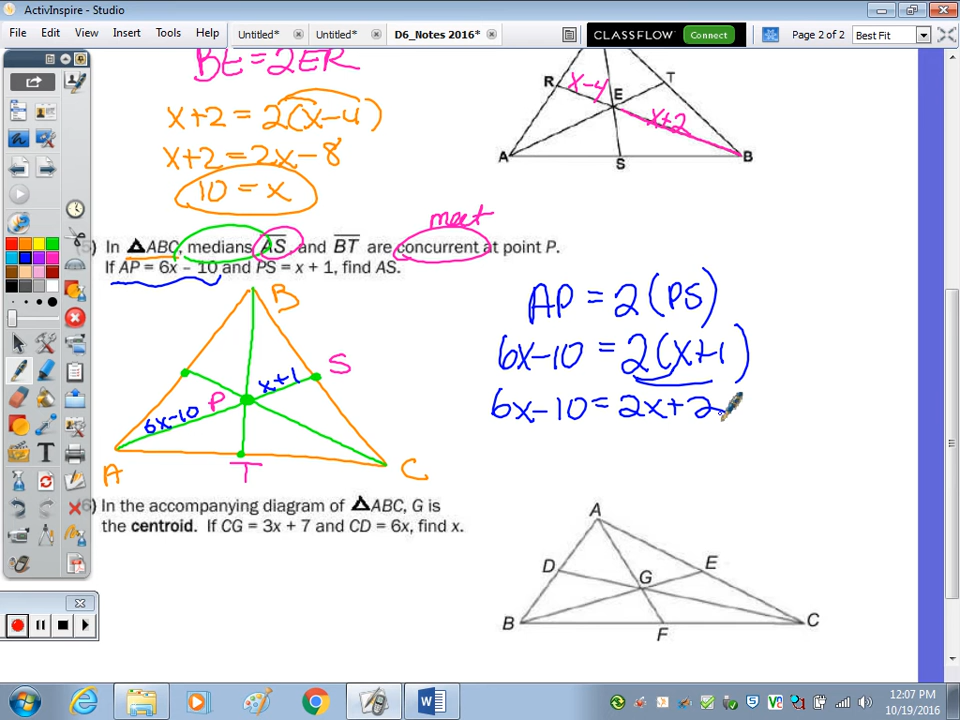 ActivInspire - Studio
File Edit View Insert Tools Help
Untitled* Untitled* D6_Notes 2016* CLASSFLOW Connect Page 2 of 2 Best Fit
BE = 2ER
x+2 = 2(x-4)
x+2 = 2x-8
10 = x
R x-4 T
E
x+2
A S B
meet
In ▲ABC, medians AS and BT are concurrent at point P.
If AP = 6x – 10 and PS = x + 1, find AS.
B
S
x+1
P
6x-10
A T C
AP = 2(PS)
6x-10 = 2(x+1)
6x-10 = 2x+2
6) In the accompanying diagram of ▲ABC, G is
the centroid. If CG = 3x + 7 and CD = 6x, find x.
A
D G E
B F C
12:07 PM
10/19/2016